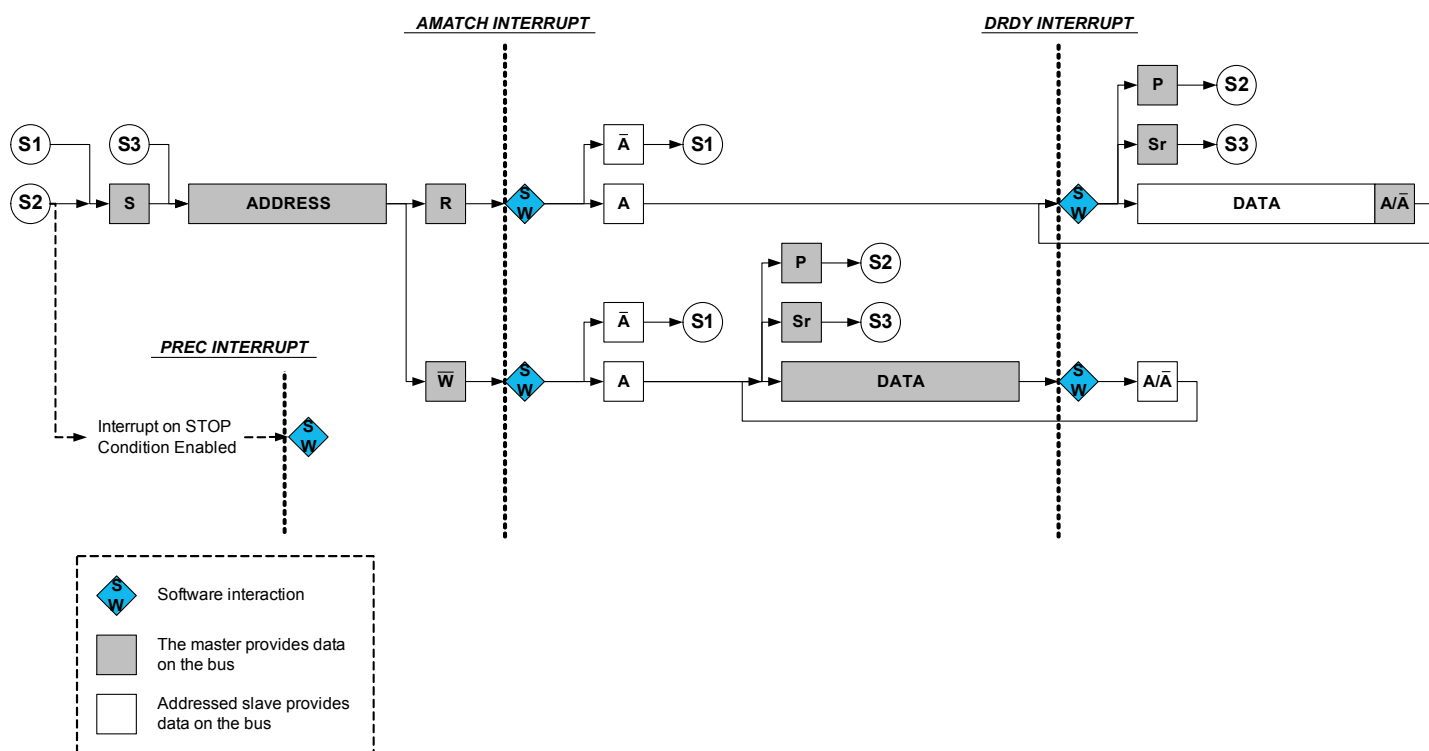 AMATCH INTERRUPT
DRDY INTERRUPT
P
S2
S1
S3
A̅
S1
Sr
S3
S2
S
ADDRESS
R
S
W
A
S
W
DATA
A/A̅
P
S2
A̅
S1
Sr
S3
PREC INTERRUPT
W̅
S
W
A
DATA
S
W
A/A̅
Interrupt on STOP
Condition Enabled
S
W
S
W
Software interaction
The master provides data
on the bus
Addressed slave provides
data on the bus